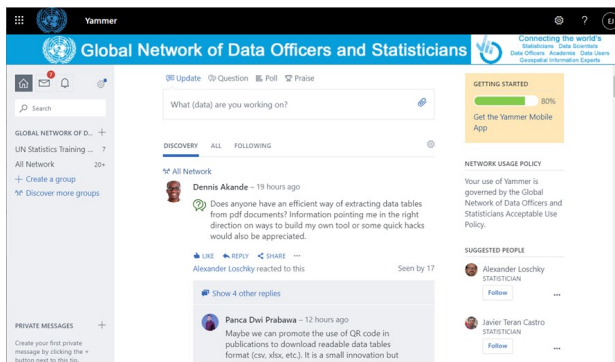 Yammer
? EJ
Global Network of Data Officers and Statisticians
Connecting the world's
Statisticians Data Scientists
Data Officers Academia Data Users
Geospatial Information Experts
Search
GLOBAL NETWORK OF D... +
UN Statistics Training ... 7
All Network 20+
+ Create a group
Discover more groups
PRIVATE MESSAGES +
Create your first private
message by clicking the +
button next to this tip.
Update Question Poll Praise
What (data) are you working on?
DISCOVERY ALL FOLLOWING
All Network
Dennis Akande – 19 hours ago
Does anyone have an efficient way of extracting data tables
from pdf documents? Information pointing me in the right
direction on ways to build my own tool or some quick hacks
would also be appreciated.
LIKE REPLY SHARE ...
Alexander Loschky reacted to this Seen by 17
Show 4 other replies
Panca Dwi Prabawa – 12 hours ago
Maybe we can promote the use of QR code in
publications to download readable data tables
format (csv, xlsx, etc.). It is a small innovation but
GETTING STARTED
80%
Get the Yammer Mobile
App
NETWORK USAGE POLICY
Your use of Yammer is
governed by the Global
Network of Data Officers and
Statisticians Acceptable Use
Policy.
SUGGESTED PEOPLE
Alexander Loschky
STATISTICIAN
Follow ...
Javier Teran Castro
STATISTICIAN
Follow ...